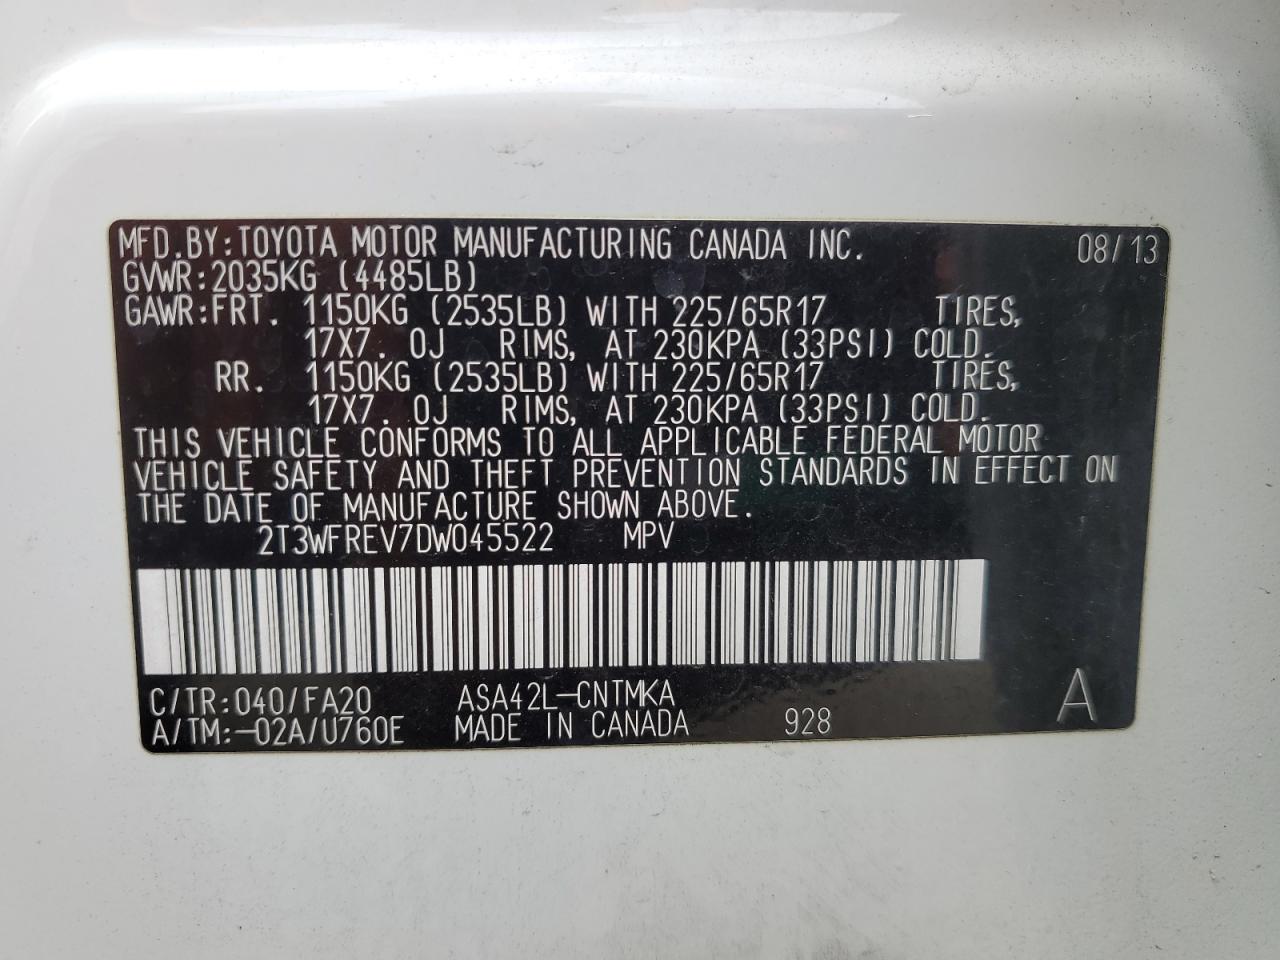 MFD.BY:TOYOTA MOTOR MANUFACTURING CANADA INC. 08/13
GVWR:2035KG (4485LB)
GAWR:FRT. 1150KG (2535LB) WITH 225/65R17 TIRES,
17X7.0J RIMS, AT 230KPA (33PSI) COLD.
RR. 1150KG (2535LB) WITH 225/65R17 TIRES,
17X7.0J RIMS, AT 230KPA (33PSI) COLD.
THIS VEHICLE CONFORMS TO ALL APPLICABLE FEDERAL MOTOR
VEHICLE SAFETY AND THEFT PREVENTION STANDARDS IN EFFECT ON
THE DATE OF MANUFACTURE SHOWN ABOVE.
2T3WFREV7DW045522 MPV
C/TR:040/FA20 ASA42L-CNTMKA A
A/TM:-02A/U760E MADE IN CANADA 928